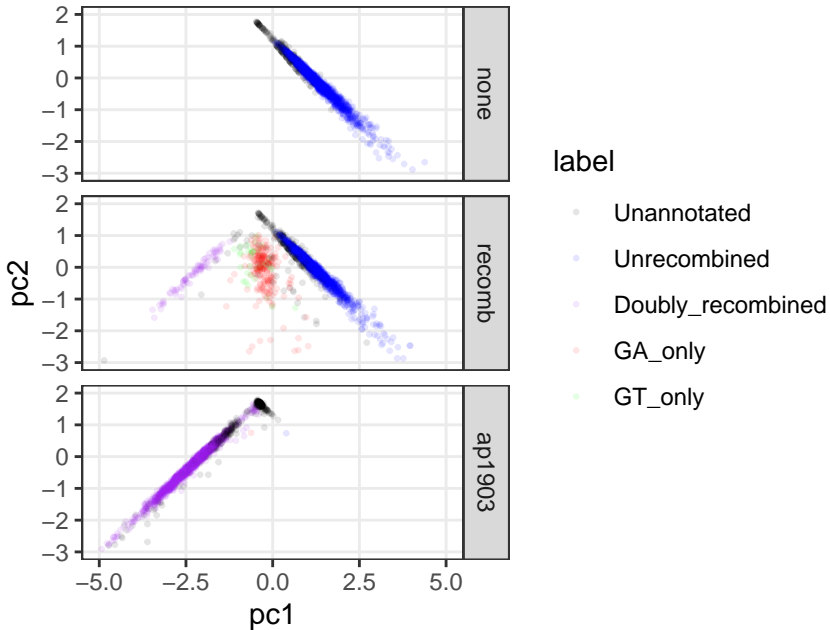 2
1
0
−1
−2
−3
none
2
1
0
−1
−2
−3
recomb
2
1
0
−1
−2
−3
ap1903
−5.0 −2.5 0.0 2.5 5.0
pc1
pc2
label
Unannotated
Unrecombined
Doubly_recombined
GA_only
GT_only